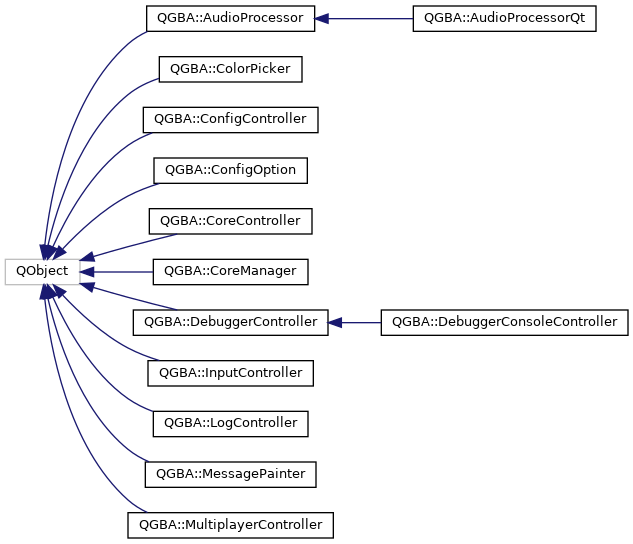 QGBA::AudioProcessor
QGBA::AudioProcessorQt
QGBA::ColorPicker
QGBA::ConfigController
QGBA::ConfigOption
QGBA::CoreController
QObject
QGBA::CoreManager
QGBA::DebuggerController
QGBA::DebuggerConsoleController
QGBA::InputController
QGBA::LogController
QGBA::MessagePainter
QGBA::MultiplayerController